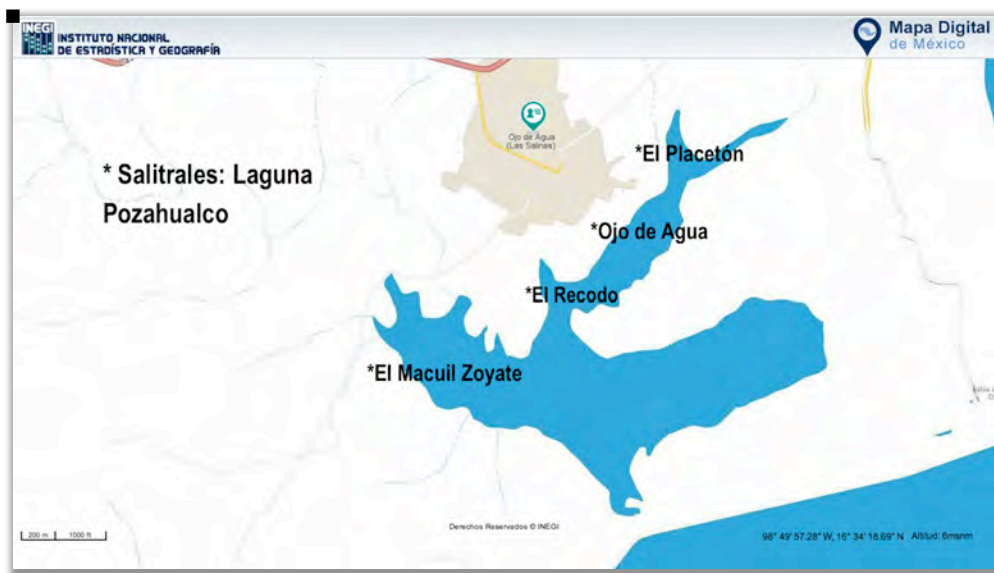 INEGI
INSTITUTO NACIONAL
DE ESTADÍSTICA Y GEOGRAFÍA
Mapa Digital
de México
Ojo de Agua
(Las Salinas)
*El Placetón
* Salitrales: Laguna
Pozahualco
*Ojo de Agua
*El Recodo
*El Macuil Zoyate
Derechos Reservados © INEGI
200 m 1000 ft
98° 49' 57.28" W, 16° 34' 18.69" N Altitud: 6msnm